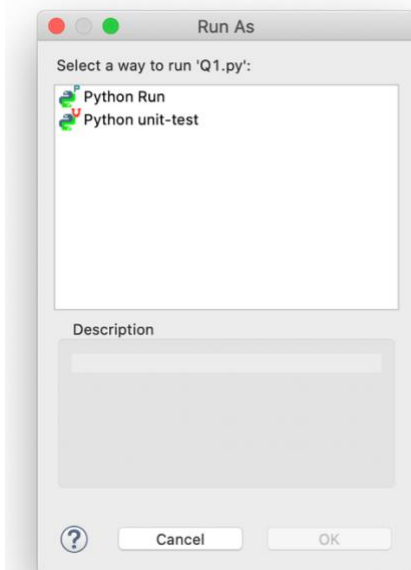 Run As
Select a way to run 'Q1.py':
Python Run
Python unit-test
Description
?
Cancel
OK